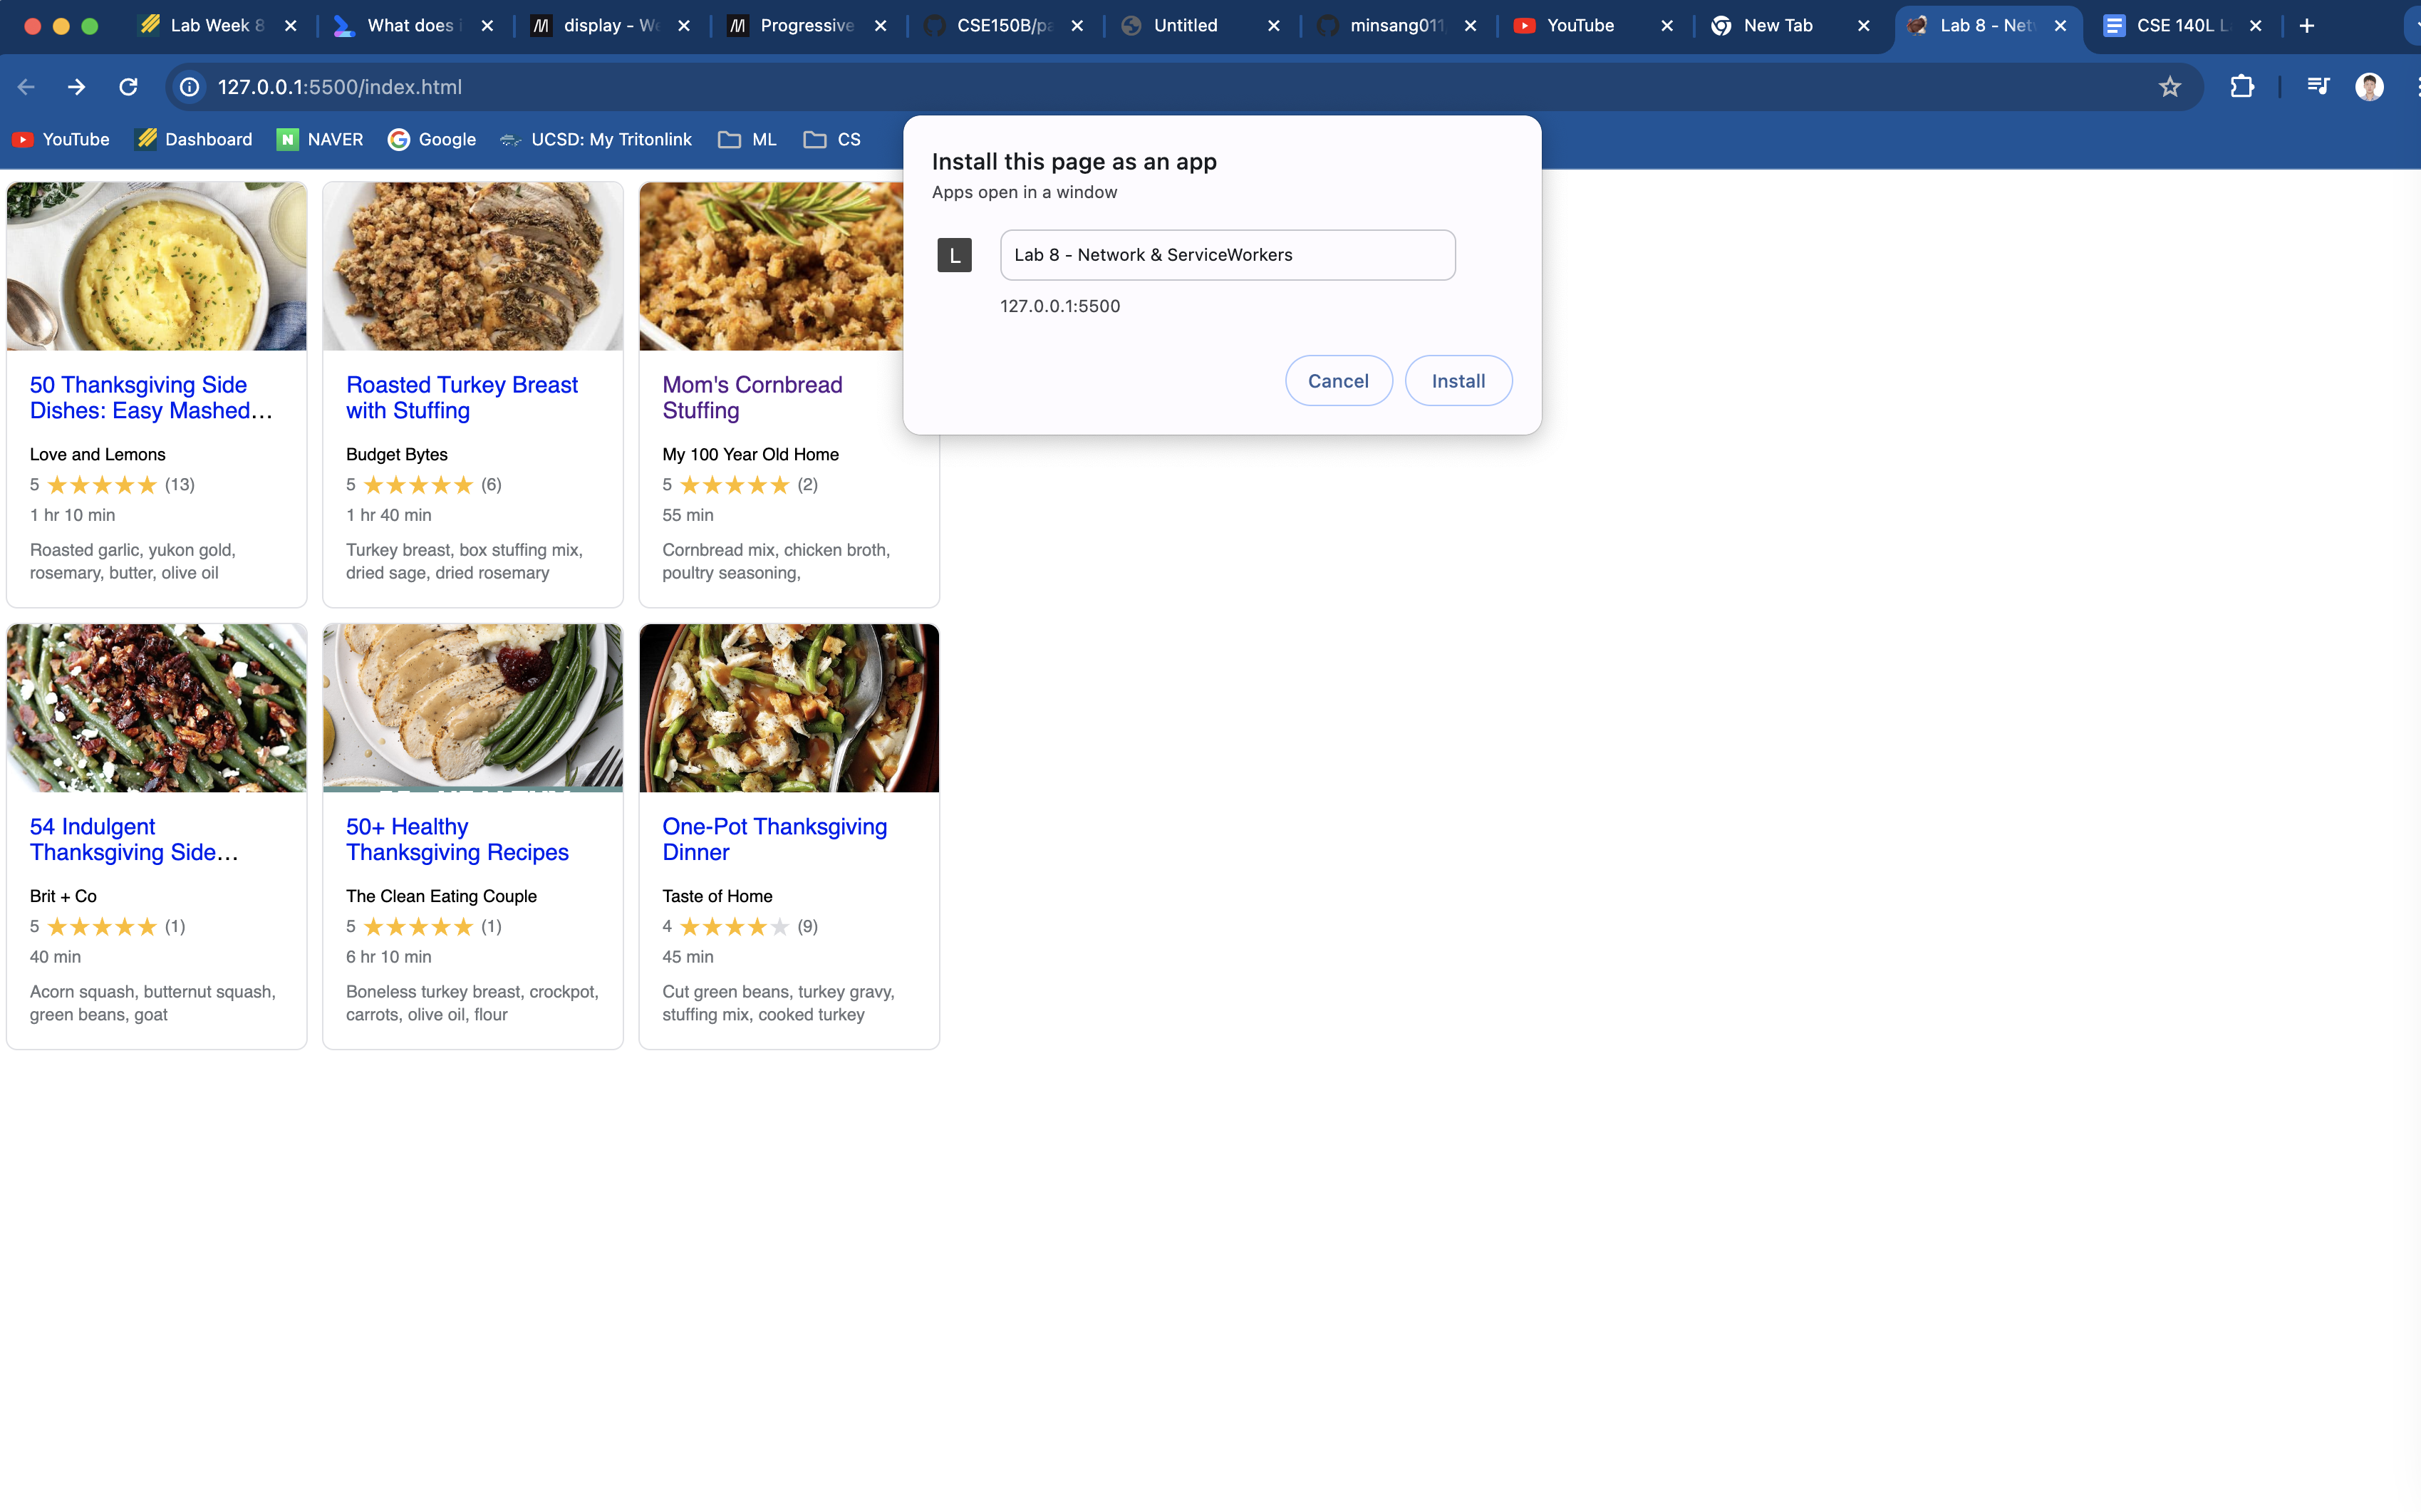 Lab Week 8
What does i
display - We
Progressive
CSE150B/pa
Untitled
minsang011
YouTube
New Tab
Lab 8 - Net
CSE 140L L
127.0.0.1:5500/index.html
YouTube
Dashboard
N NAVER
Google
UCSD: My Tritonlink
ML
CS
Install this page as an app
Apps open in a window
L
Lab 8 - Network & ServiceWorkers
127.0.0.1:5500
Cancel
Install
50 Thanksgiving Side
Dishes: Easy Mashed...
Love and Lemons
5 ★★★★★ (13)
1 hr 10 min
Roasted garlic, yukon gold,
rosemary, butter, olive oil
Roasted Turkey Breast
with Stuffing
Budget Bytes
5 ★★★★★ (6)
1 hr 40 min
Turkey breast, box stuffing mix,
dried sage, dried rosemary
Mom's Cornbread
Stuffing
My 100 Year Old Home
5 ★★★★★ (2)
55 min
Cornbread mix, chicken broth,
poultry seasoning,
54 Indulgent
Thanksgiving Side...
Brit + Co
5 ★★★★★ (1)
40 min
Acorn squash, butternut squash,
green beans, goat
50+ Healthy
Thanksgiving Recipes
The Clean Eating Couple
5 ★★★★★ (1)
6 hr 10 min
Boneless turkey breast, crockpot,
carrots, olive oil, flour
One-Pot Thanksgiving
Dinner
Taste of Home
4 ★★★★★ (9)
45 min
Cut green beans, turkey gravy,
stuffing mix, cooked turkey